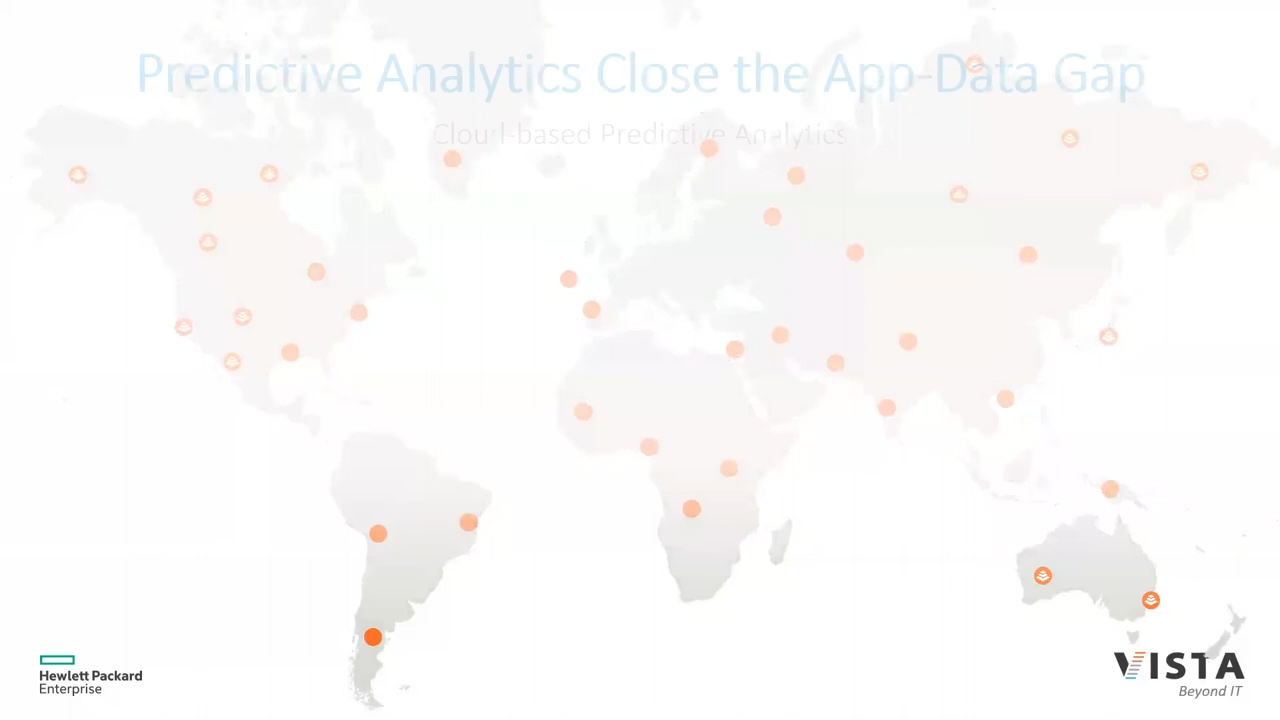 Predictive Analytics Close the App-Data Gap
Cloud-based Predictive Analytics
Hewlett Packard
Enterprise
VISTA
Beyond IT